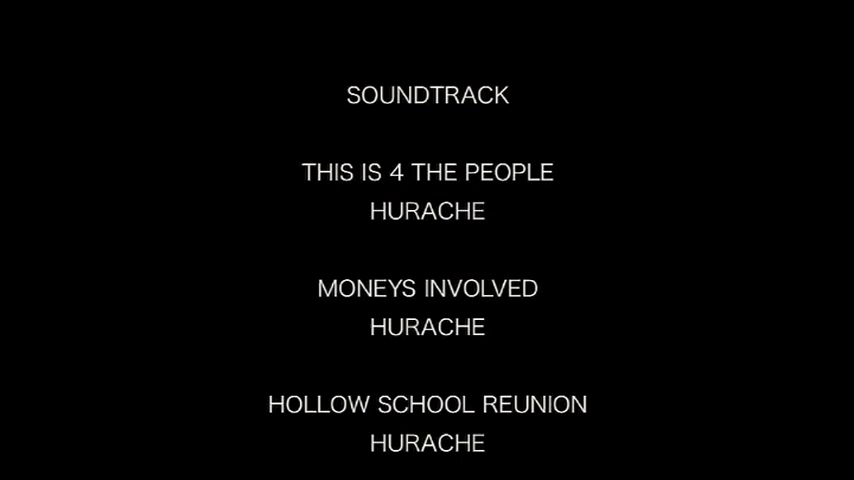 SOUNDTRACK
THIS IS 4 THE PEOPLE
HURACHE
MONEYS INVOLVED
HURACHE
HOLLOW SCHOOL REUNION
HURACHE